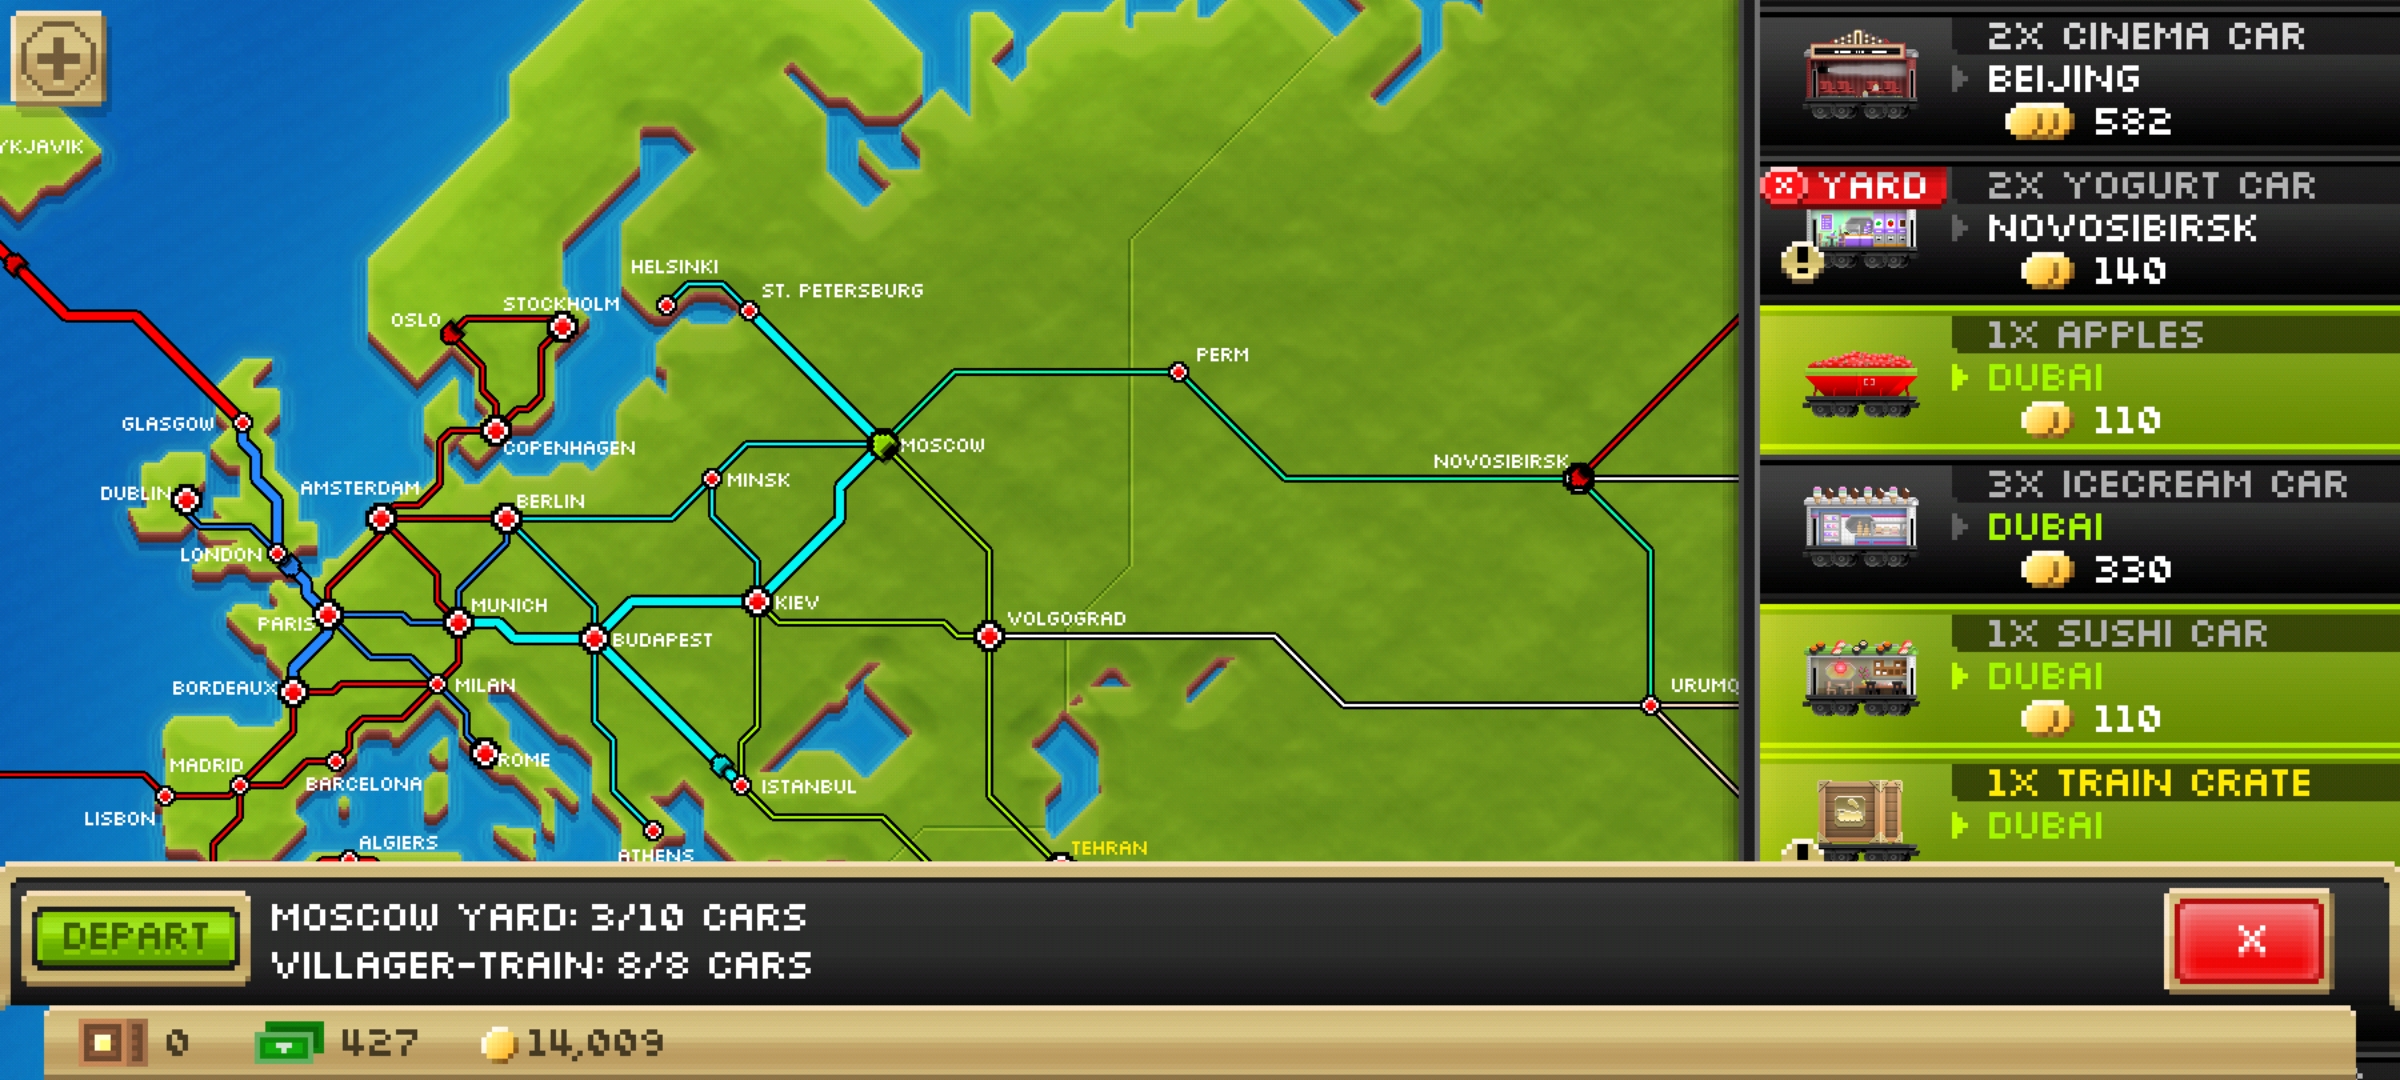 YKJAVIK
HELSINKI
ST. PETERSBURG
STOCKHOLM
OSLO
PERM
GLASGOW
COPENHAGEN
MOSCOW
NOVOSIBIRSK
MINSK
DUBLIN
AMSTERDAM
BERLIN
LONDON
MUNICH
KIEV
VOLGOGRAD
PARIS
BUDAPEST
BORDEAUX
MILAN
URUMQ
MADRID
ROME
BARCELONA
ISTANBUL
LISBON
ALGIERS
ATHENS
TEHRAN
2X CINEMA CAR
BEIJING
582
YARD
2X YOGURT CAR
NOVOSIBIRSK
140
1X APPLES
DUBAI
110
3X ICECREAM CAR
DUBAI
330
1X SUSHI CAR
DUBAI
110
1X TRAIN CRATE
DUBAI
DEPART
MOSCOW YARD: 3/10 CARS
VILLAGER-TRAIN: 8/8 CARS
X
0
427
14,009